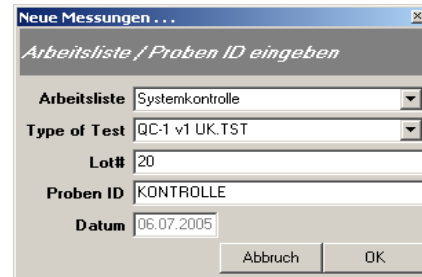 Neue Messungen . . .
Arbeitsliste / Proben ID eingeben
Arbeitsliste Systemkontrolle
Type of Test QC-1 v1 UK.TST
Lot# 20
Proben ID KONTROLLE
Datum 06.07.2005
Abbruch OK